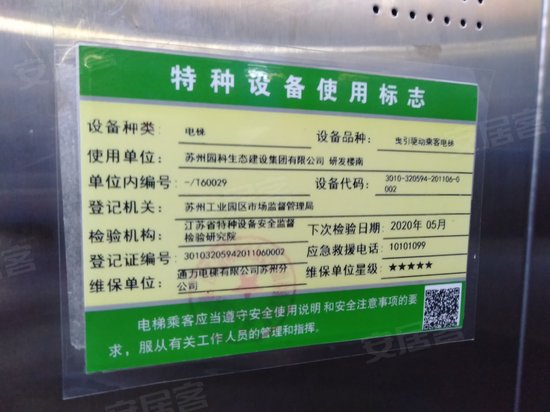 特种设备使用标志
设备种类： 电梯 设备品种： 曳引驱动乘客电梯
使用单位： 苏州园科生态建设集团有限公司 研发楼南
单位内编号： -/T60029 设备代码： 3010-320594-201106-0
002
登记机关： 苏州工业园区市场监督管理局
检验机构： 江苏省特种设备安全监督
检验研究院
下次检验日期： 2020年 05月
登记证编号： 30103205942011060002 应急救援电话： 10101099
维保单位： 通力电梯有限公司苏州分
公司
维保单位星级： ★★★★★
电梯乘客应当遵守安全使用说明和安全注意事项的要
求，服从有关工作人员的管理和指挥。
安居客